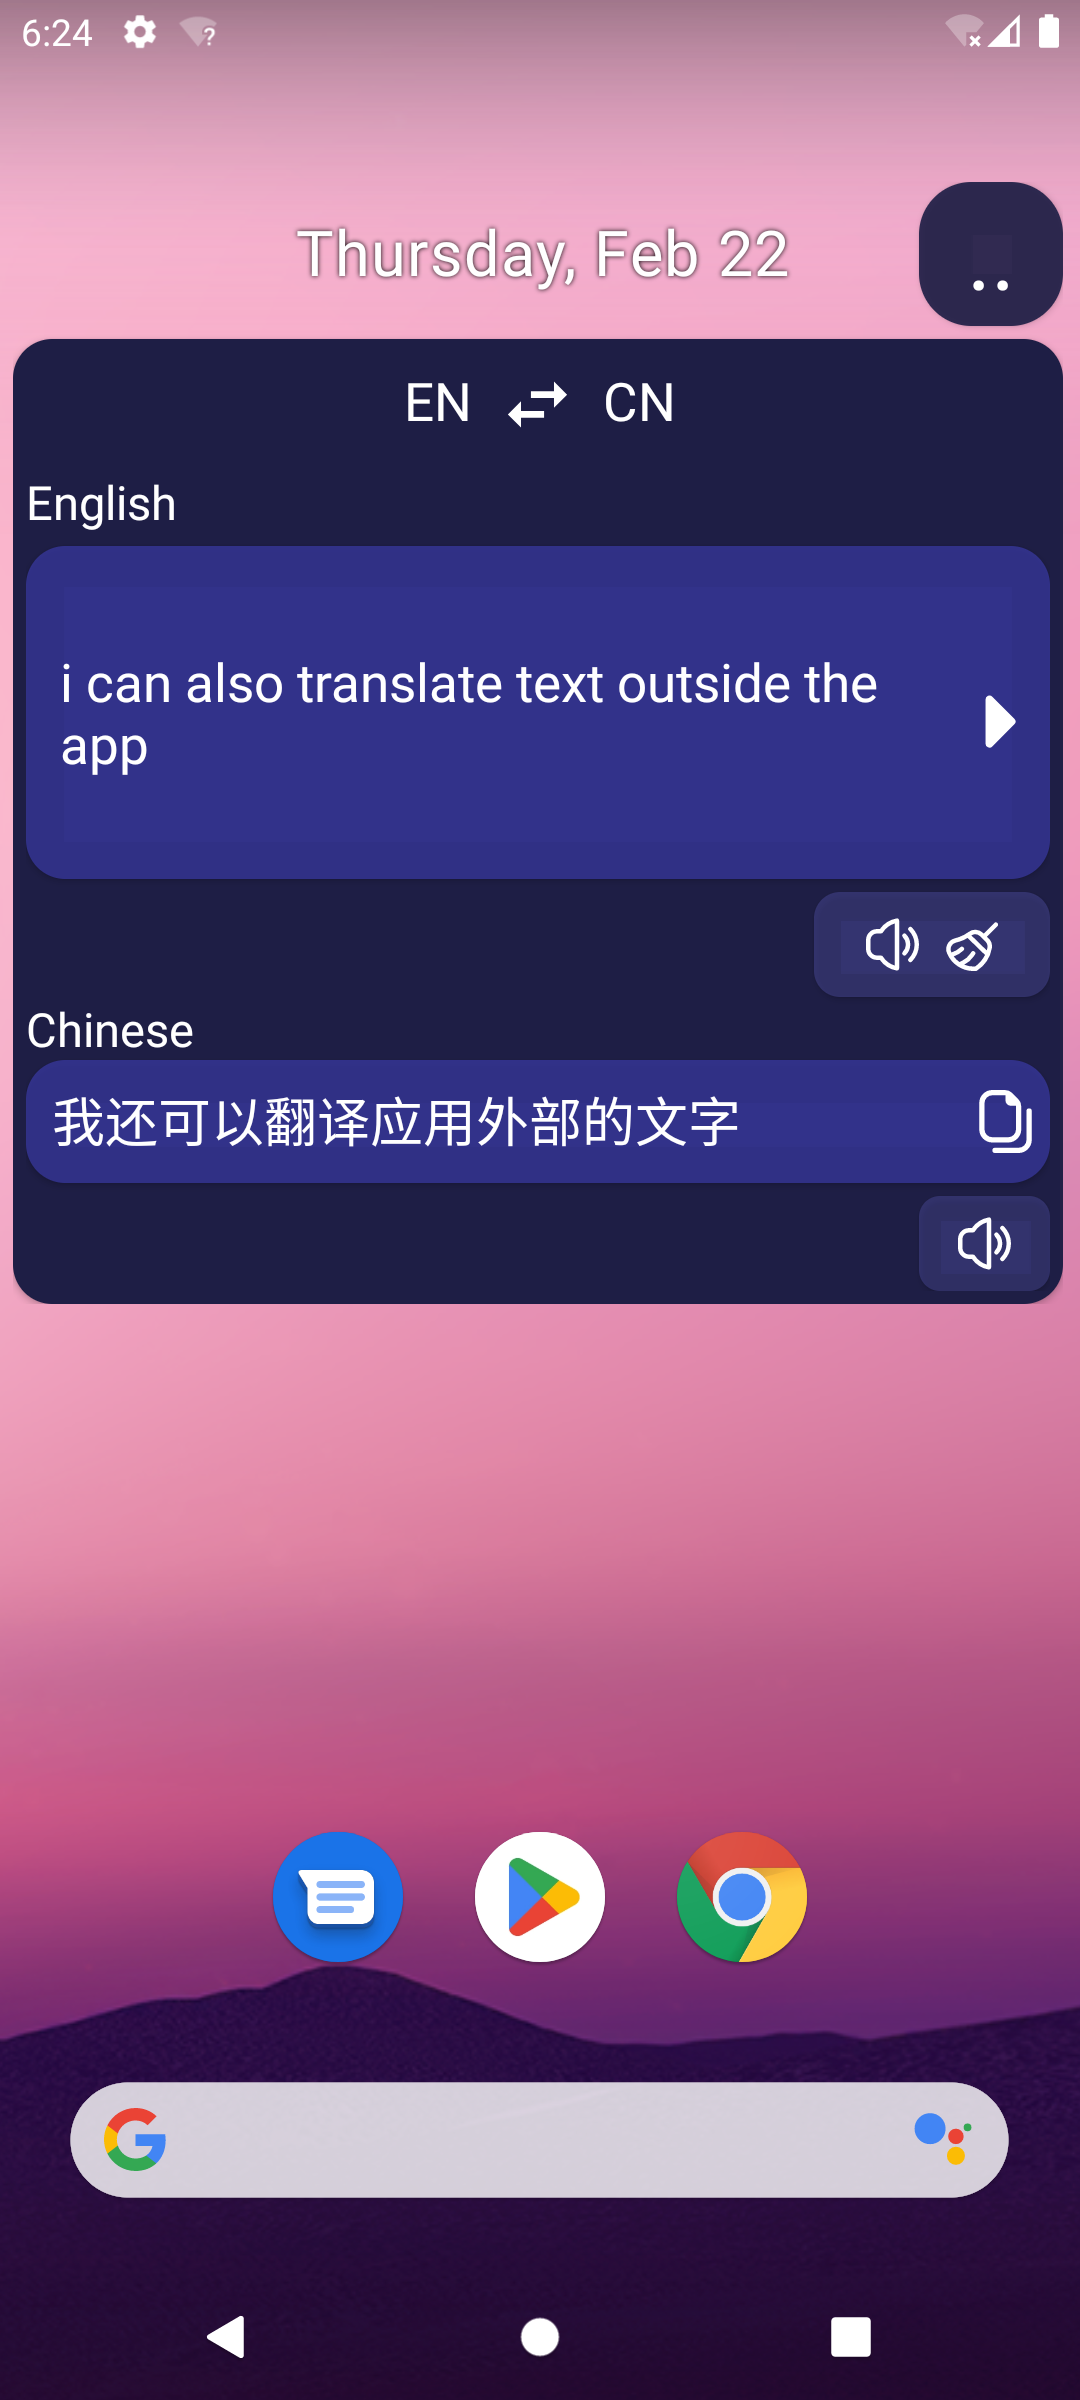 6:24
Thursday, Feb 22
EN CN
English
i can also translate text outside the
app
Chinese
我还可以翻译应用外部的文字